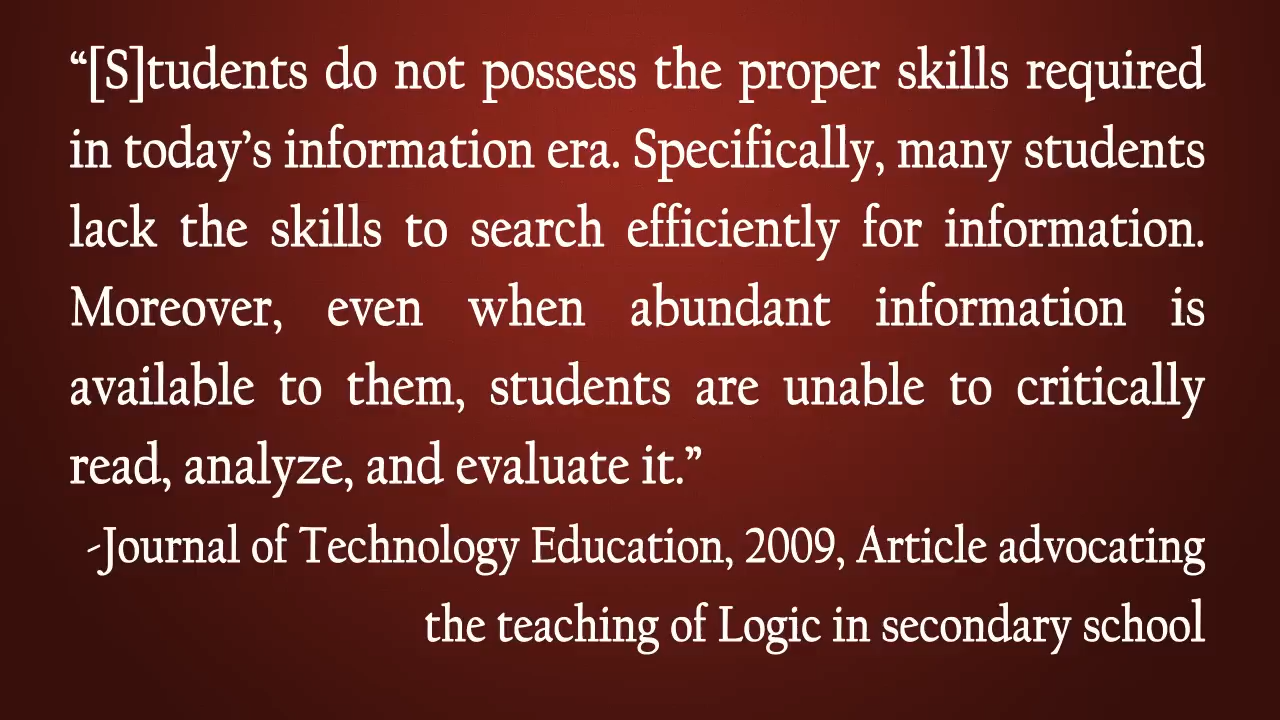 “[S]tudents do not possess the proper skills required
in today’s information era. Specifically, many students
lack the skills to search efficiently for information.
Moreover, even when abundant information is
available to them, students are unable to critically
read, analyze, and evaluate it.”
-Journal of Technology Education, 2009, Article advocating
the teaching of Logic in secondary school